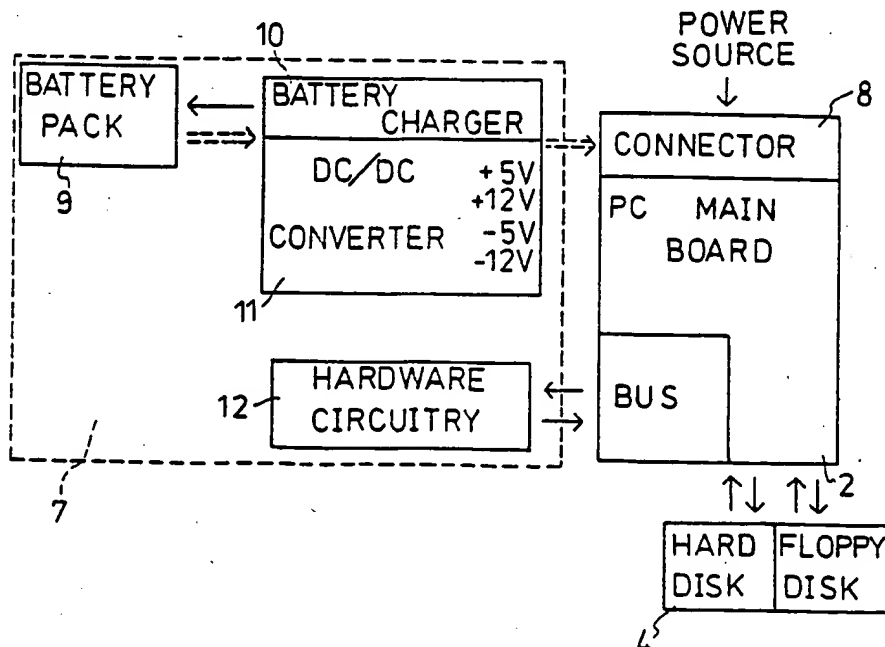 POWER
SOURCE
10
8
BATTERY
PACK
9
BATTERY
CHARGER
DC/DC
+5V
+12V
CONVERTER
-5V
-12V
11
CONNECTOR
PC MAIN
BOARD
HARDWARE
CIRCUITRY
12
BUS
7
2
HARD
DISK
FLOPPY
DISK
4